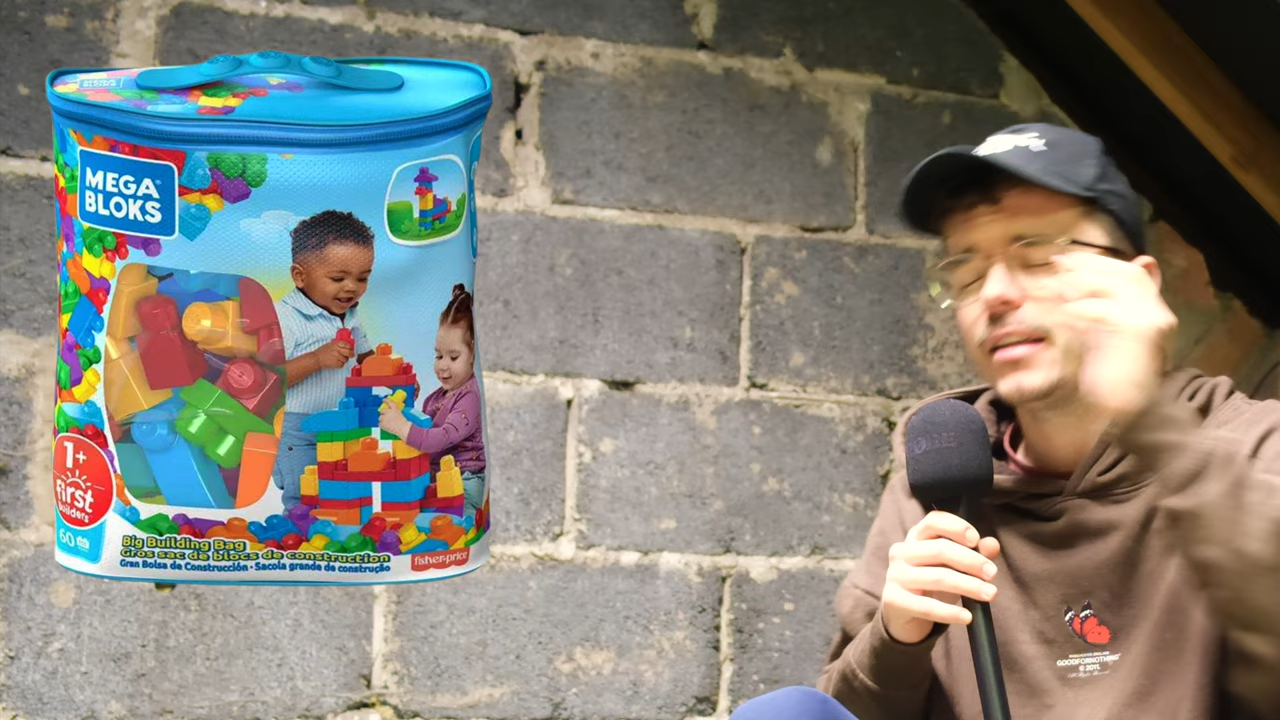 MEGA
BLOKS
1+
First
Builders
60
Big Building Bag
Gros sac de blocs de construction
Gran Bolsa de Construcción • Sacola grande de construção
fisher-price
GOODFORNOTHING
© 2011.